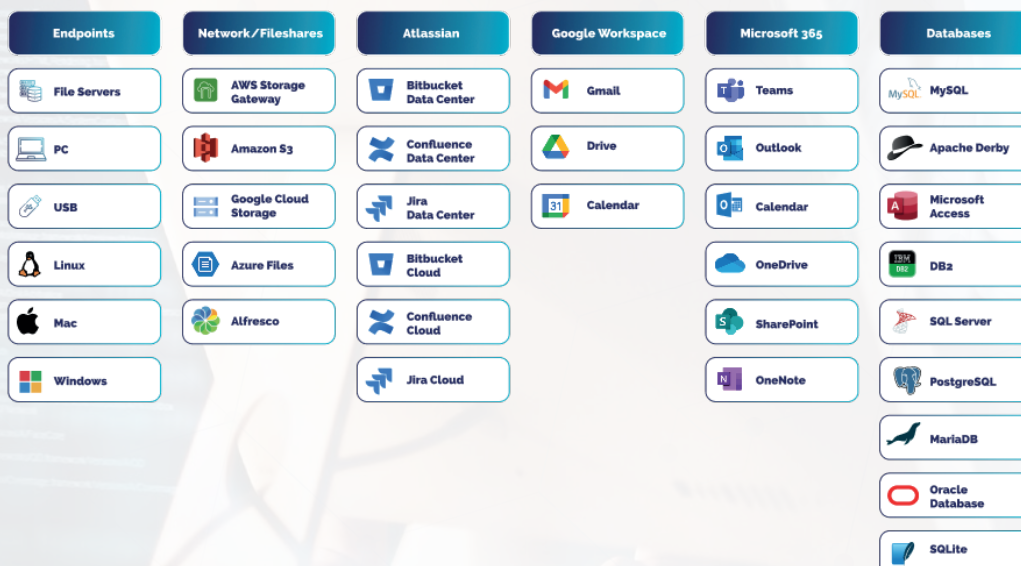 Endpoints
File Servers
PC
USB
Linux
Mac
Windows
Network/Fileshares
AWS Storage
Gateway
Amazon S3
Google Cloud
Storage
Azure Files
Alfresco
Atlassian
Bitbucket
Data Center
Confluence
Data Center
Jira
Data Center
Bitbucket
Cloud
Confluence
Cloud
Jira Cloud
Google Workspace
Gmail
Drive
31
Calendar
Microsoft 365
T
Teams
O
Outlook
O
Calendar
OneDrive
S
SharePoint
N
OneNote
Databases
MySQL
MySQL
Apache Derby
A
Microsoft
Access
IBM
DB2
DB2
SQL Server
PostgreSQL
MariaDB
Oracle
Database
SQLite